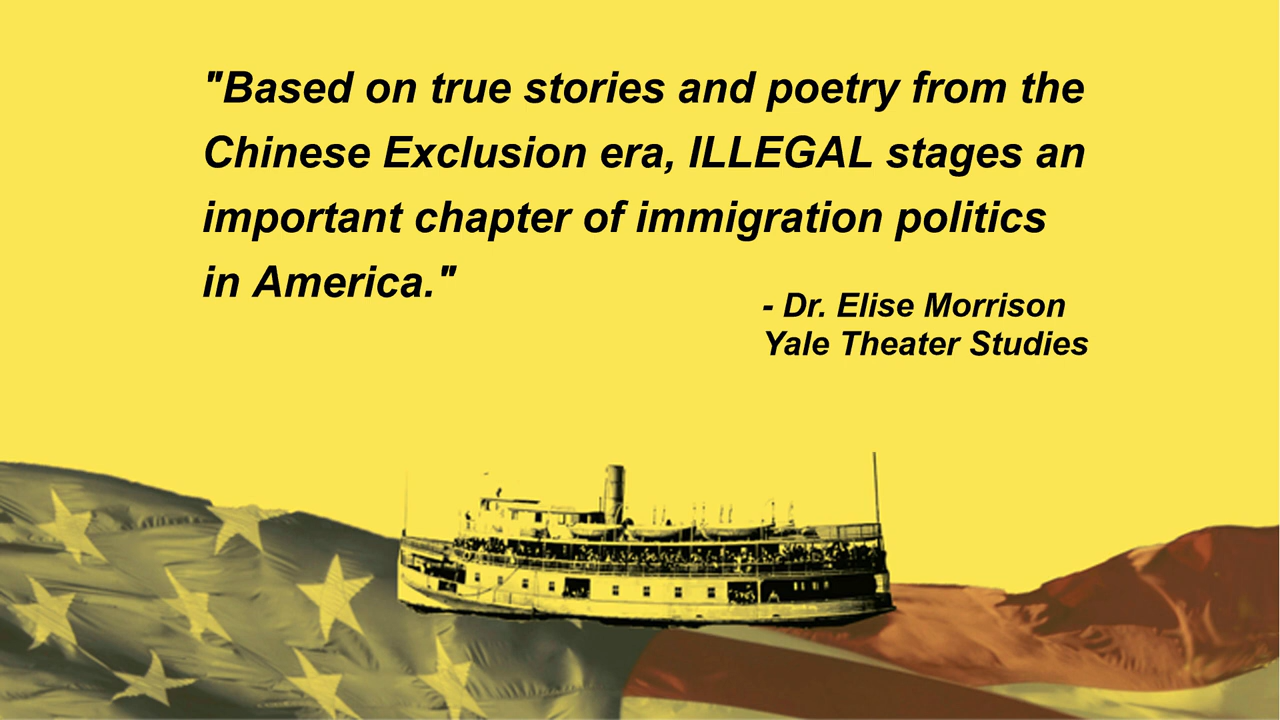 "Based on true stories and poetry from the
Chinese Exclusion era, ILLEGAL stages an
important chapter of immigration politics
in America."
- Dr. Elise Morrison
Yale Theater Studies